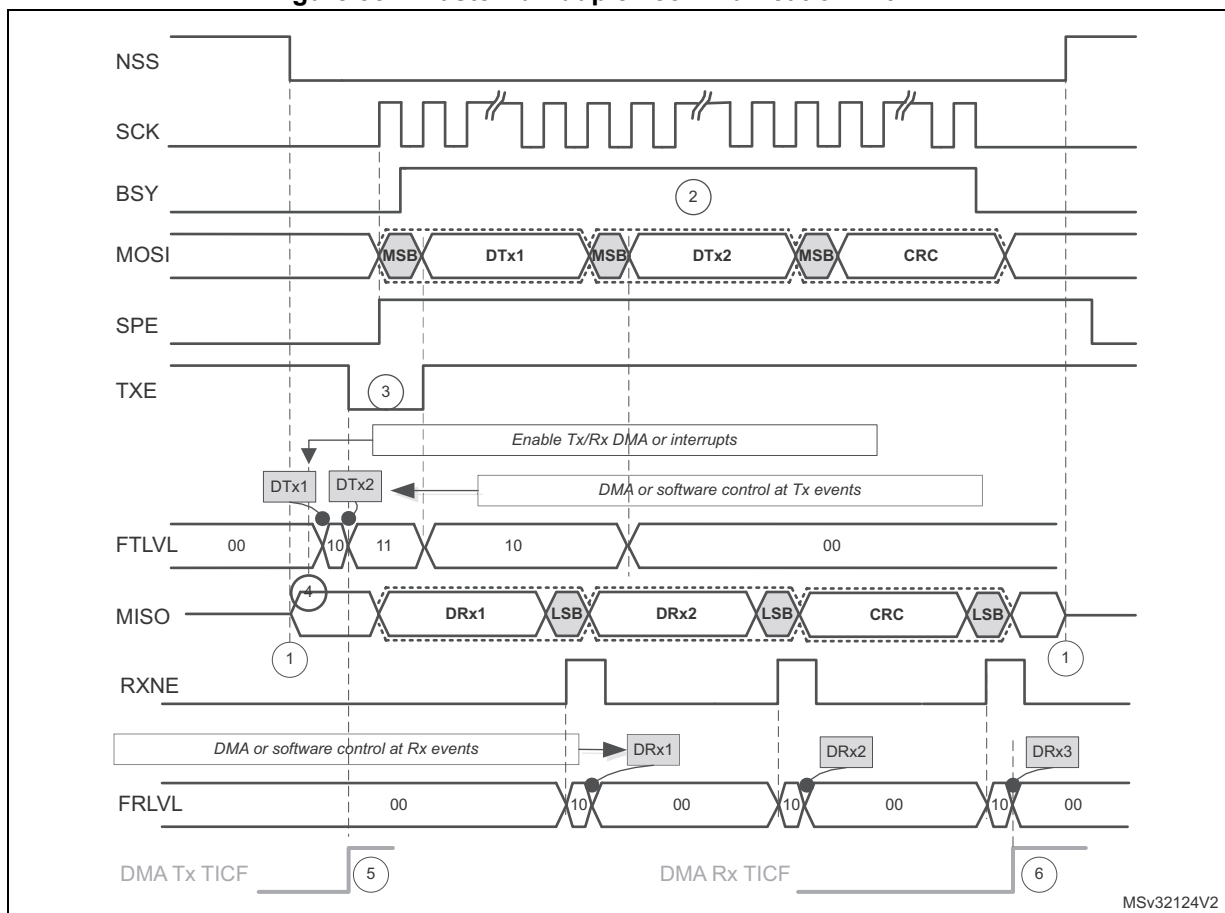 NSS
SCK
BSY
2
MOSI
MSB DTx1 MSB DTx2 MSB CRC
SPE
TXE
3
Enable Tx/Rx DMA or interrupts
DTx1 DTx2
DMA or software control at Tx events
FTLVL 00 10 11 10 00
4
MISO DRx1 LSB DRx2 LSB CRC LSB
1 1
RXNE
DMA or software control at Rx events DRx1 DRx2 DRx3
FRLVL 00 10 00 10 00 10 00
DMA Tx TICF 5 DMA Rx TICF 6
MSv32124V2